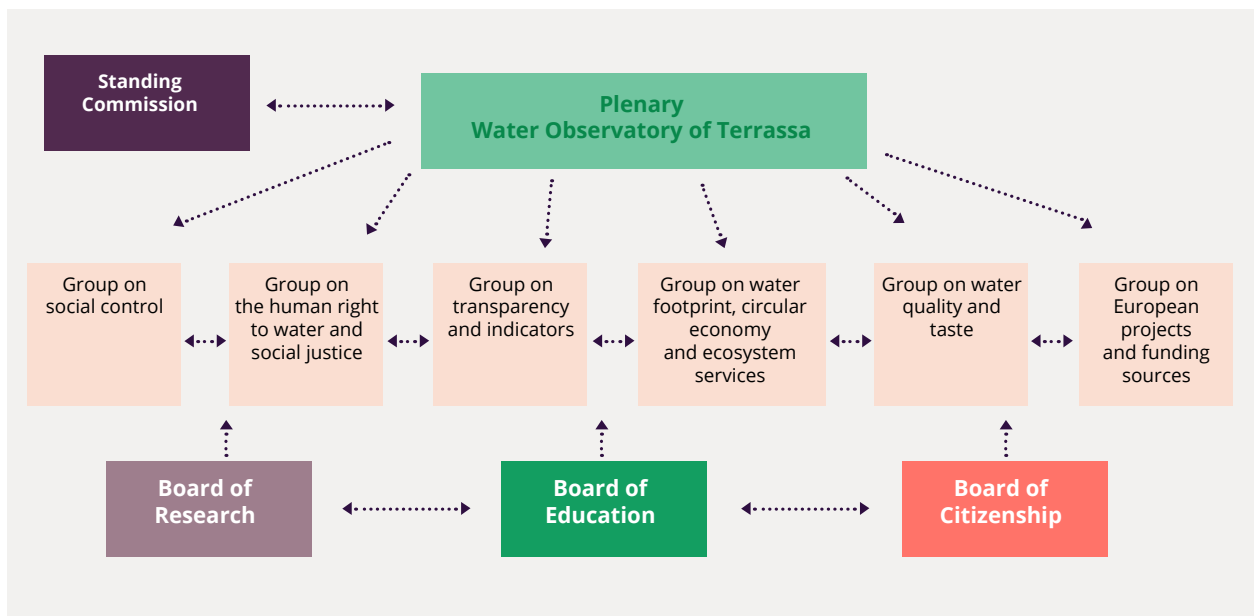 Standing
Commission
Plenary
Water Observatory of Terrassa
Group on
social control
Group on
the human right
to water and
social justice
Group on
transparency
and indicators
Group on water
footprint, circular
economy
and ecosystem
services
Group on water
quality and
taste
Group on
European
projects
and funding
sources
Board of
Research
Board of
Education
Board of
Citizenship